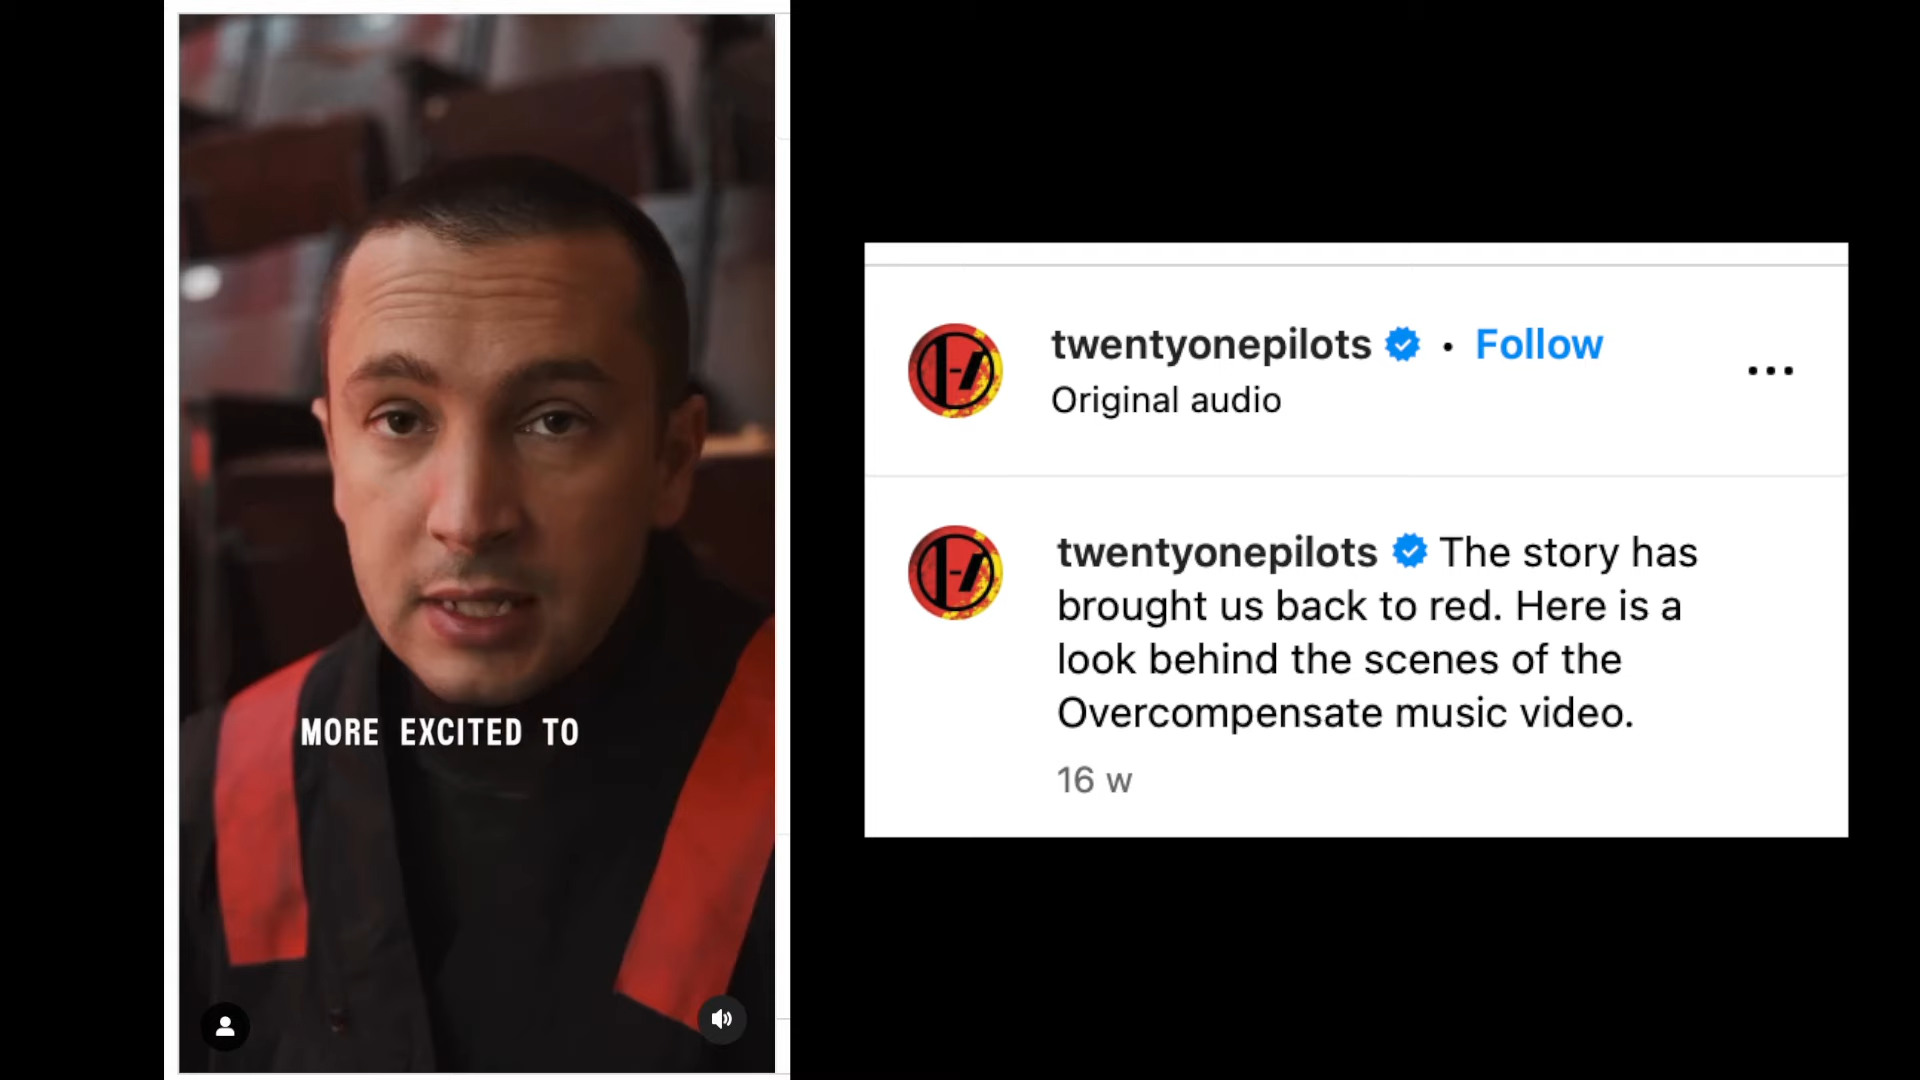 MORE EXCITED TO
twentyonepilots • Follow
Original audio
twentyonepilots The story has
brought us back to red. Here is a
look behind the scenes of the
Overcompensate music video.
16 w